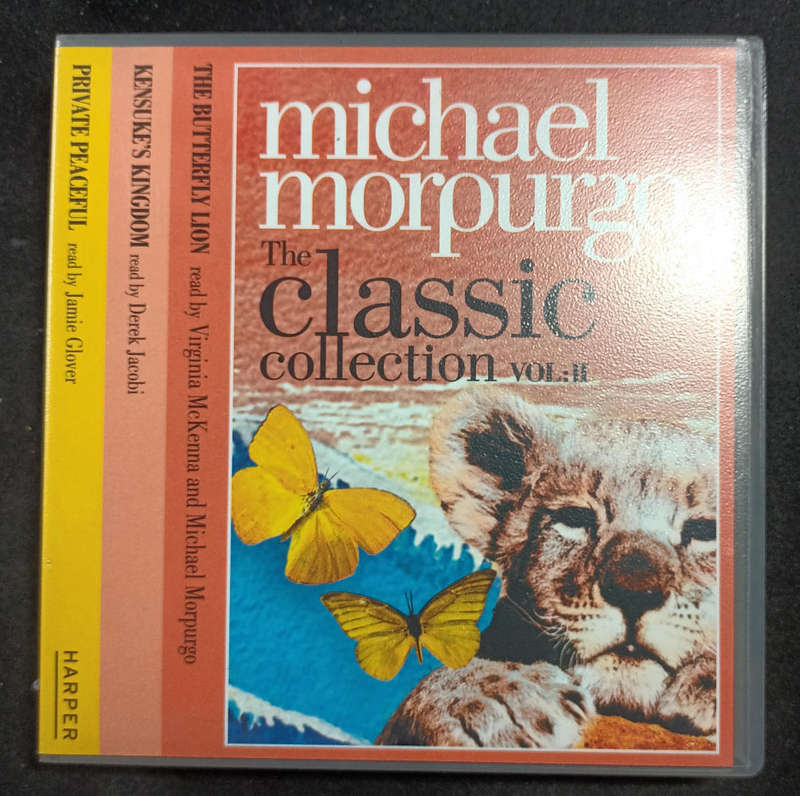 michael
morpurgo
The
classic
collection VOL: II
THE BUTTERFLY LION read by Virginia McKenna and Michael Morpurgo
KENSUKE'S KINGDOM read by Derek Jacobi
PRIVATE PEACEFUL read by Jamie Glover
HARPER